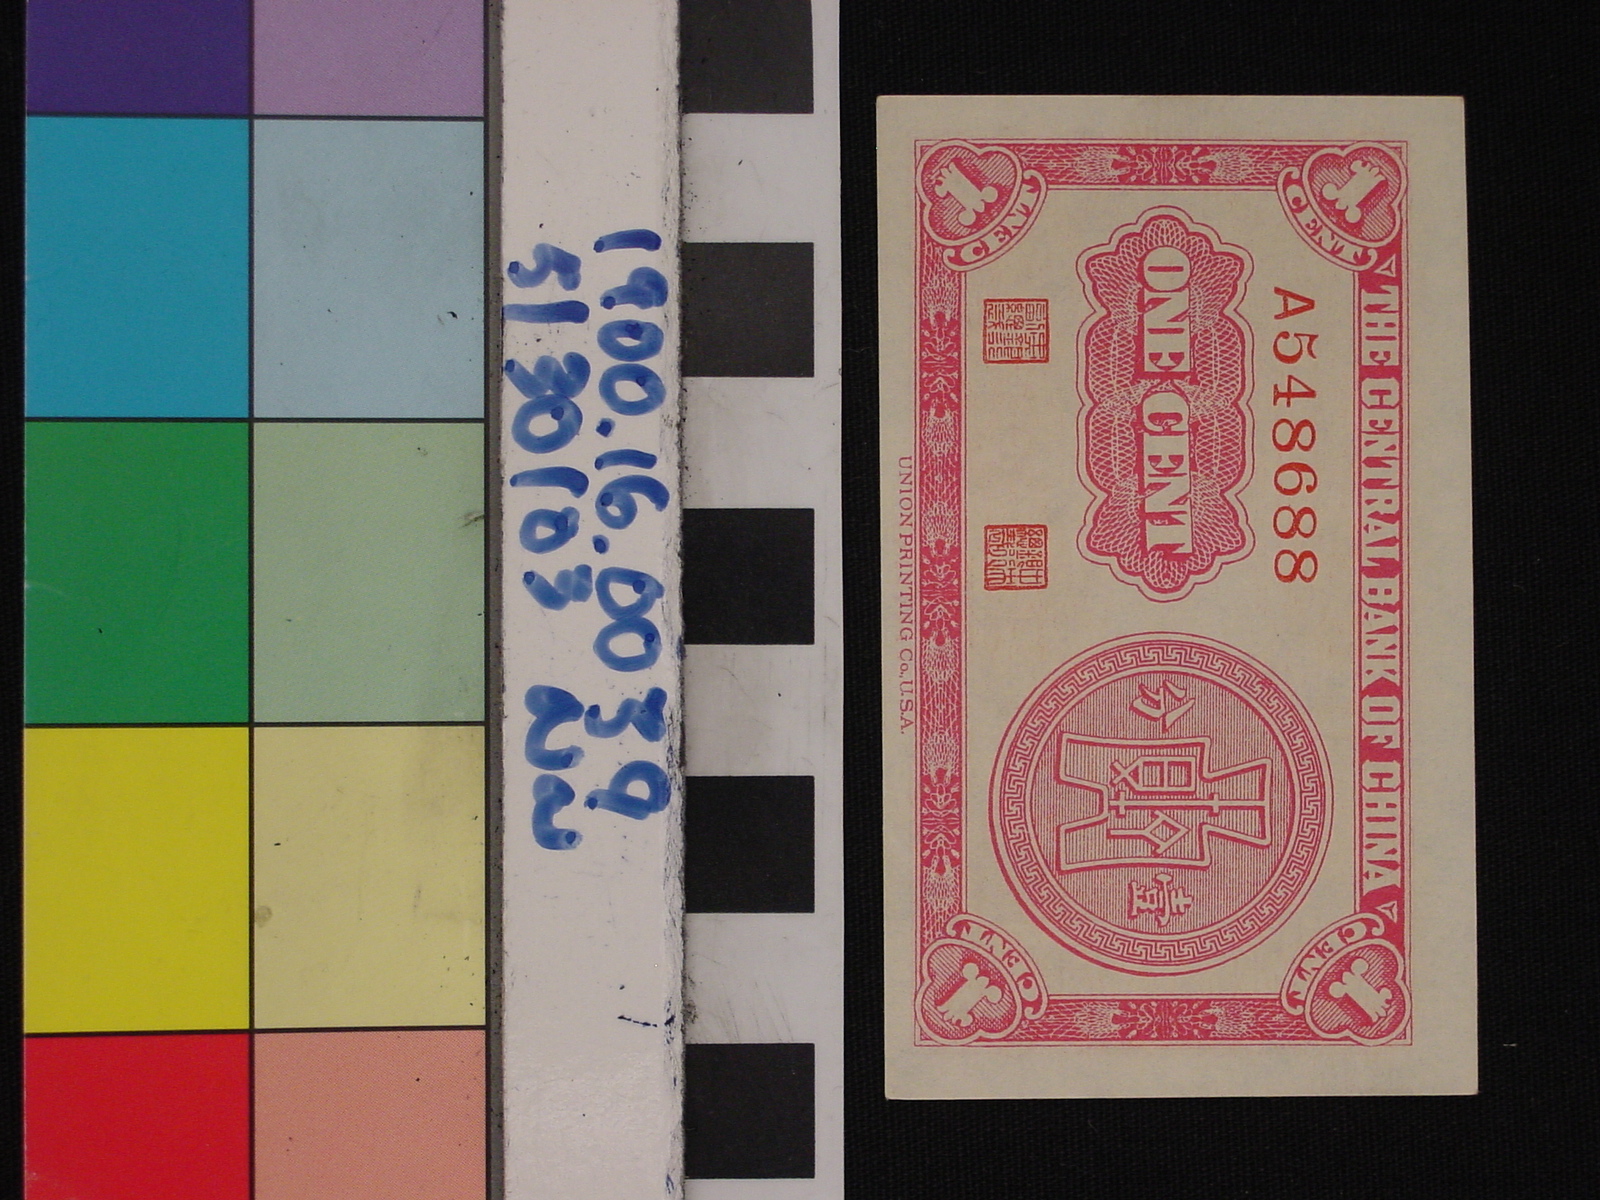 1900.16.0039
5/30/03
1 CENT
THE CENTRAL BANK OF CHINA
1 CENT
A548688
ONE CENT
分 壹
1 CENT
1 CENT
UNION PRINTING Co., U.S.A.